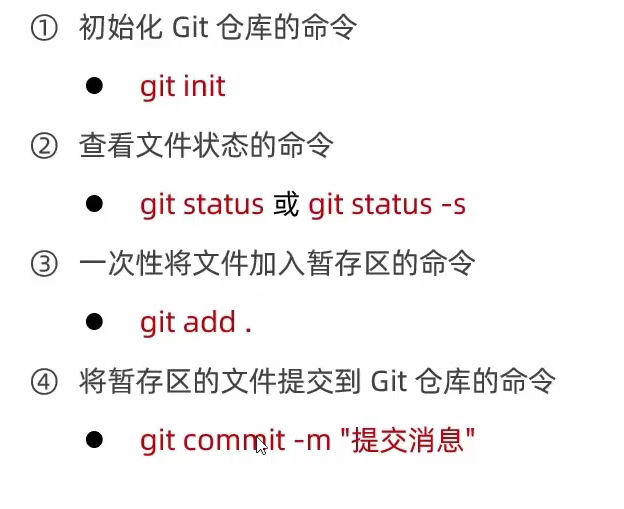 ① 初始化 Git 仓库的命令
● git init
② 查看文件状态的命令
● git status 或 git status -s
③ 一次性将文件加入暂存区的命令
● git add .
④ 将暂存区的文件提交到 Git 仓库的命令
● git commit -m "提交消息"